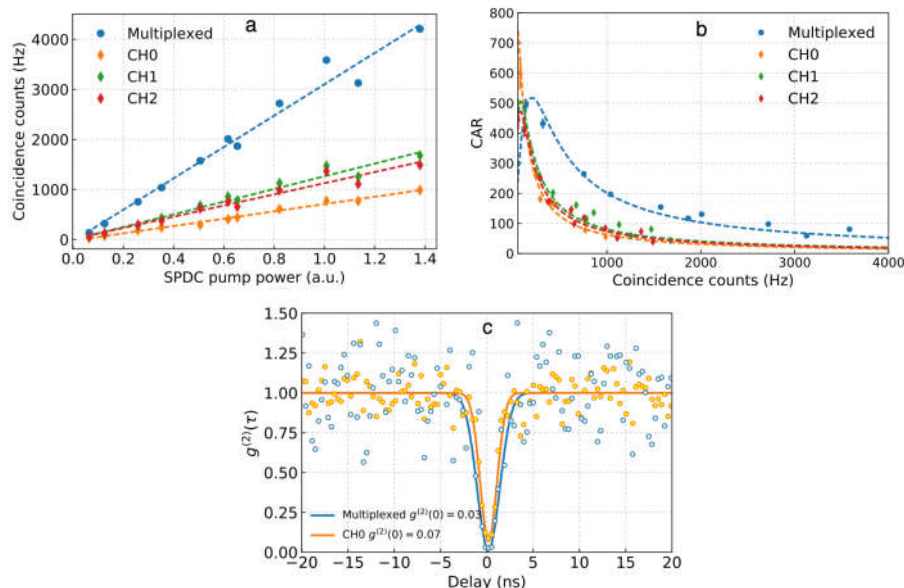 a
Multiplexed
CH0
CH1
CH2
Coincidence counts (Hz)
4000
3000
2000
1000
0
0.0 0.2 0.4 0.6 0.8 1.0 1.2 1.4
SPDC pump power (a.u.)
b
Multiplexed
CH0
CH1
CH2
CAR
800
700
600
500
400
300
200
100
0
1000 2000 3000 4000
Coincidence counts (Hz)
c
g⁽²⁾(τ)
1.50
1.25
1.00
0.75
0.50
0.25
0.00
Multiplexed g⁽²⁾(0) = 0.03
CH0 g⁽²⁾(0) = 0.07
−20 −15 −10 −5 0 5 10 15 20
Delay (ns)